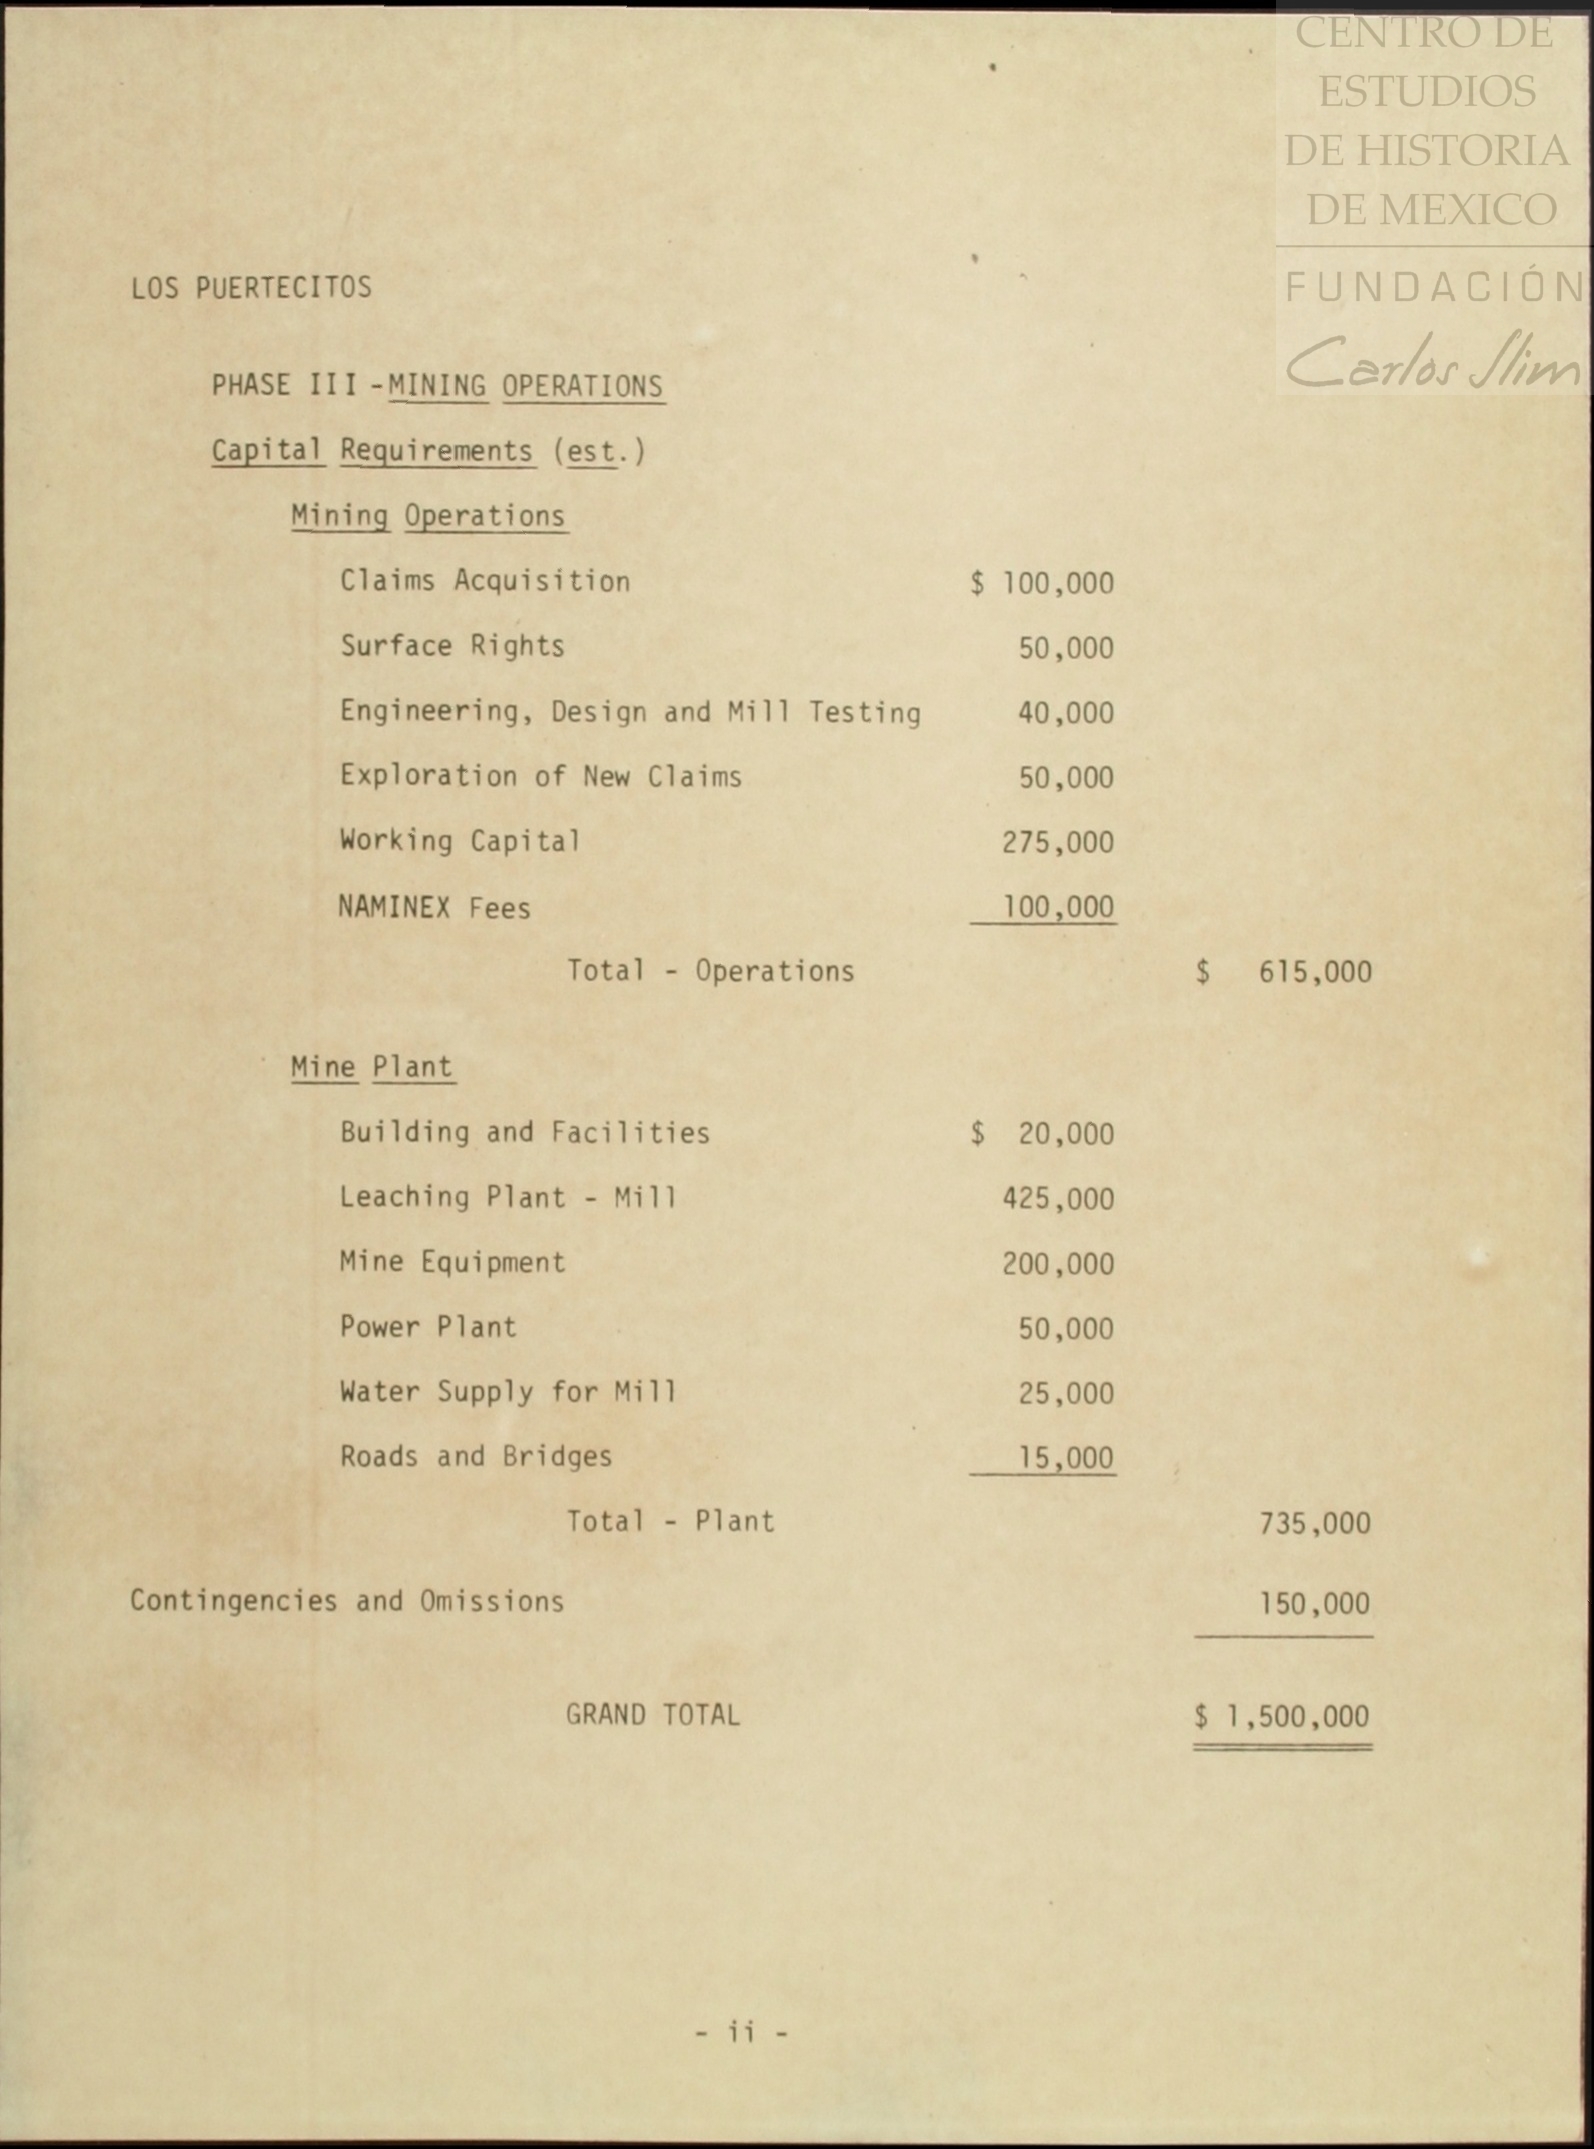 CENTRO DE
ESTUDIOS
DE HISTORIA
DE MEXICO
FUNDACIÓN
Carlos Slim
LOS PUERTECITOS
PHASE III - MINING OPERATIONS
Capital Requirements (est.)
Mining Operations
Claims Acquisition $ 100,000
Surface Rights 50,000
Engineering, Design and Mill Testing 40,000
Exploration of New Claims 50,000
Working Capital 275,000
NAMINEX Fees 100,000
Total - Operations $ 615,000
Mine Plant
Building and Facilities $ 20,000
Leaching Plant - Mill 425,000
Mine Equipment 200,000
Power Plant 50,000
Water Supply for Mill 25,000
Roads and Bridges 15,000
Total - Plant 735,000
Contingencies and Omissions 150,000
GRAND TOTAL $ 1,500,000
- ii -